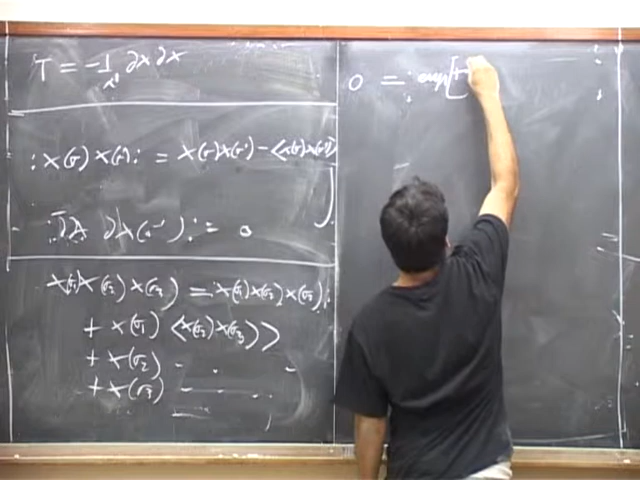 T = -1/α' ∂X ∂X
:X(σ) X(σ'): = X(σ)X(σ') - <X(σ)X(σ')>
∂X(σ'): = 0
X(σ1)X(σ2)X(σ3) = :X(σ1)X(σ2)X(σ3):
+ X(σ1) <X(σ2)X(σ3)>
+ X(σ2) - . -
+ X(σ3) - . . .
O = : exp[